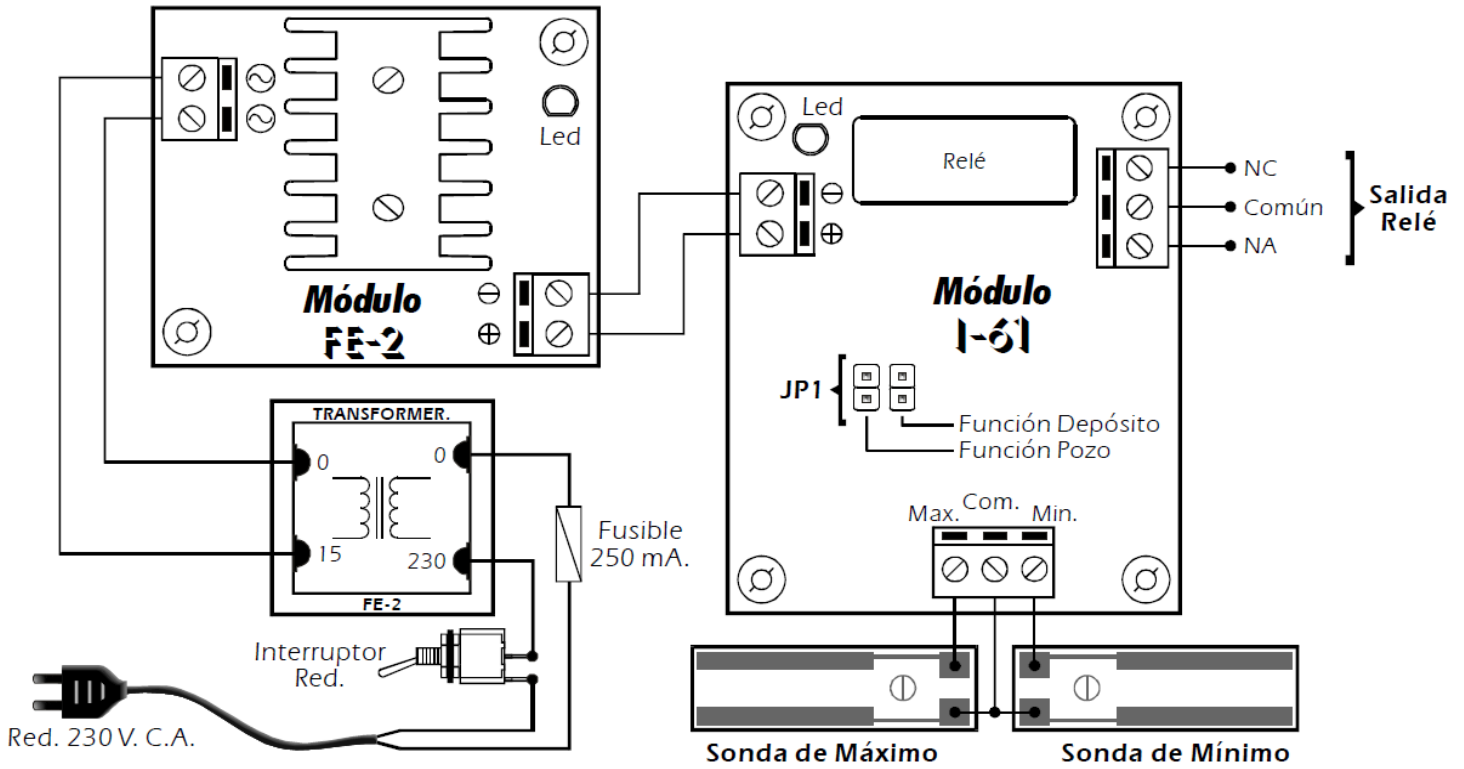 Led
Módulo
FE-2
Led
Relé
NC
Común
NA
Salida
Relé
Módulo
I-61
JP1
Función Depósito
Función Pozo
Max.
Com.
Min.
TRANSFORMER.
0
0
15
230
FE-2
Fusible
250 mA.
Interruptor
Red.
Red. 230 V. C.A.
Sonda de Máximo
Sonda de Mínimo